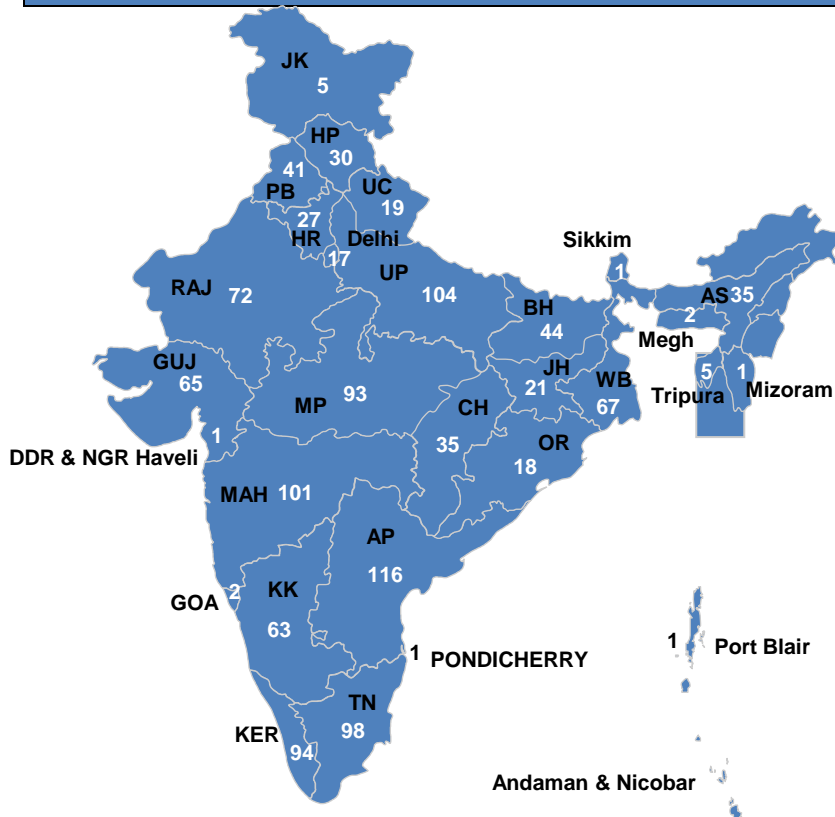 JK
5
HP
30
41
PB
UC
19
27
HR
Delhi
17
Sikkim
1
RAJ
72
UP
104
AS 35
2
BH
44
Megh
GUJ
65
JH
21
WB
67
5
1
Tripura
Mizoram
MP
93
CH
35
1
DDR & NGR Haveli
OR
18
MAH 101
AP
116
2
GOA
KK
63
1
PONDICHERRY
1
Port Blair
TN
98
KER
94
Andaman & Nicobar